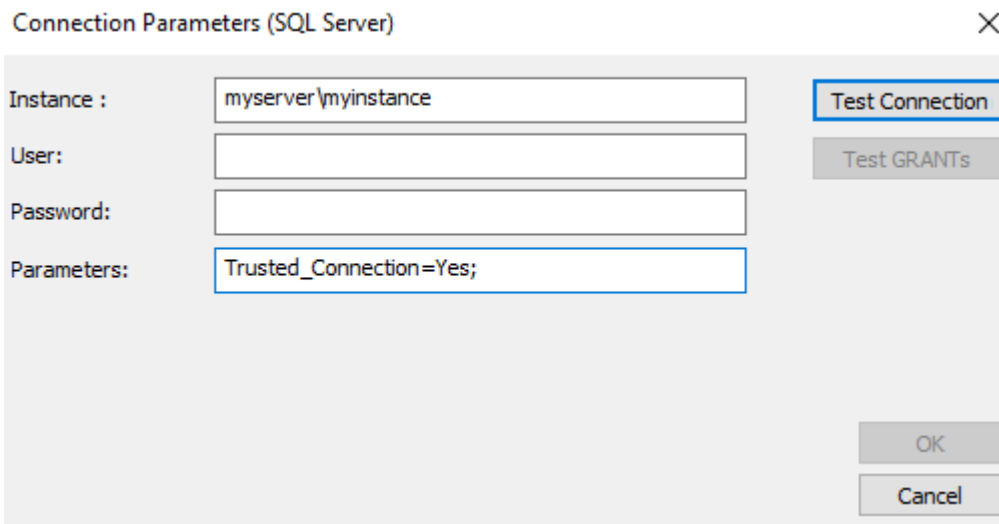 Connection Parameters (SQL Server)
Instance : myserver\myinstance Test Connection
User: Test GRANTs
Password:
Parameters: Trusted_Connection=Yes;
OK
Cancel